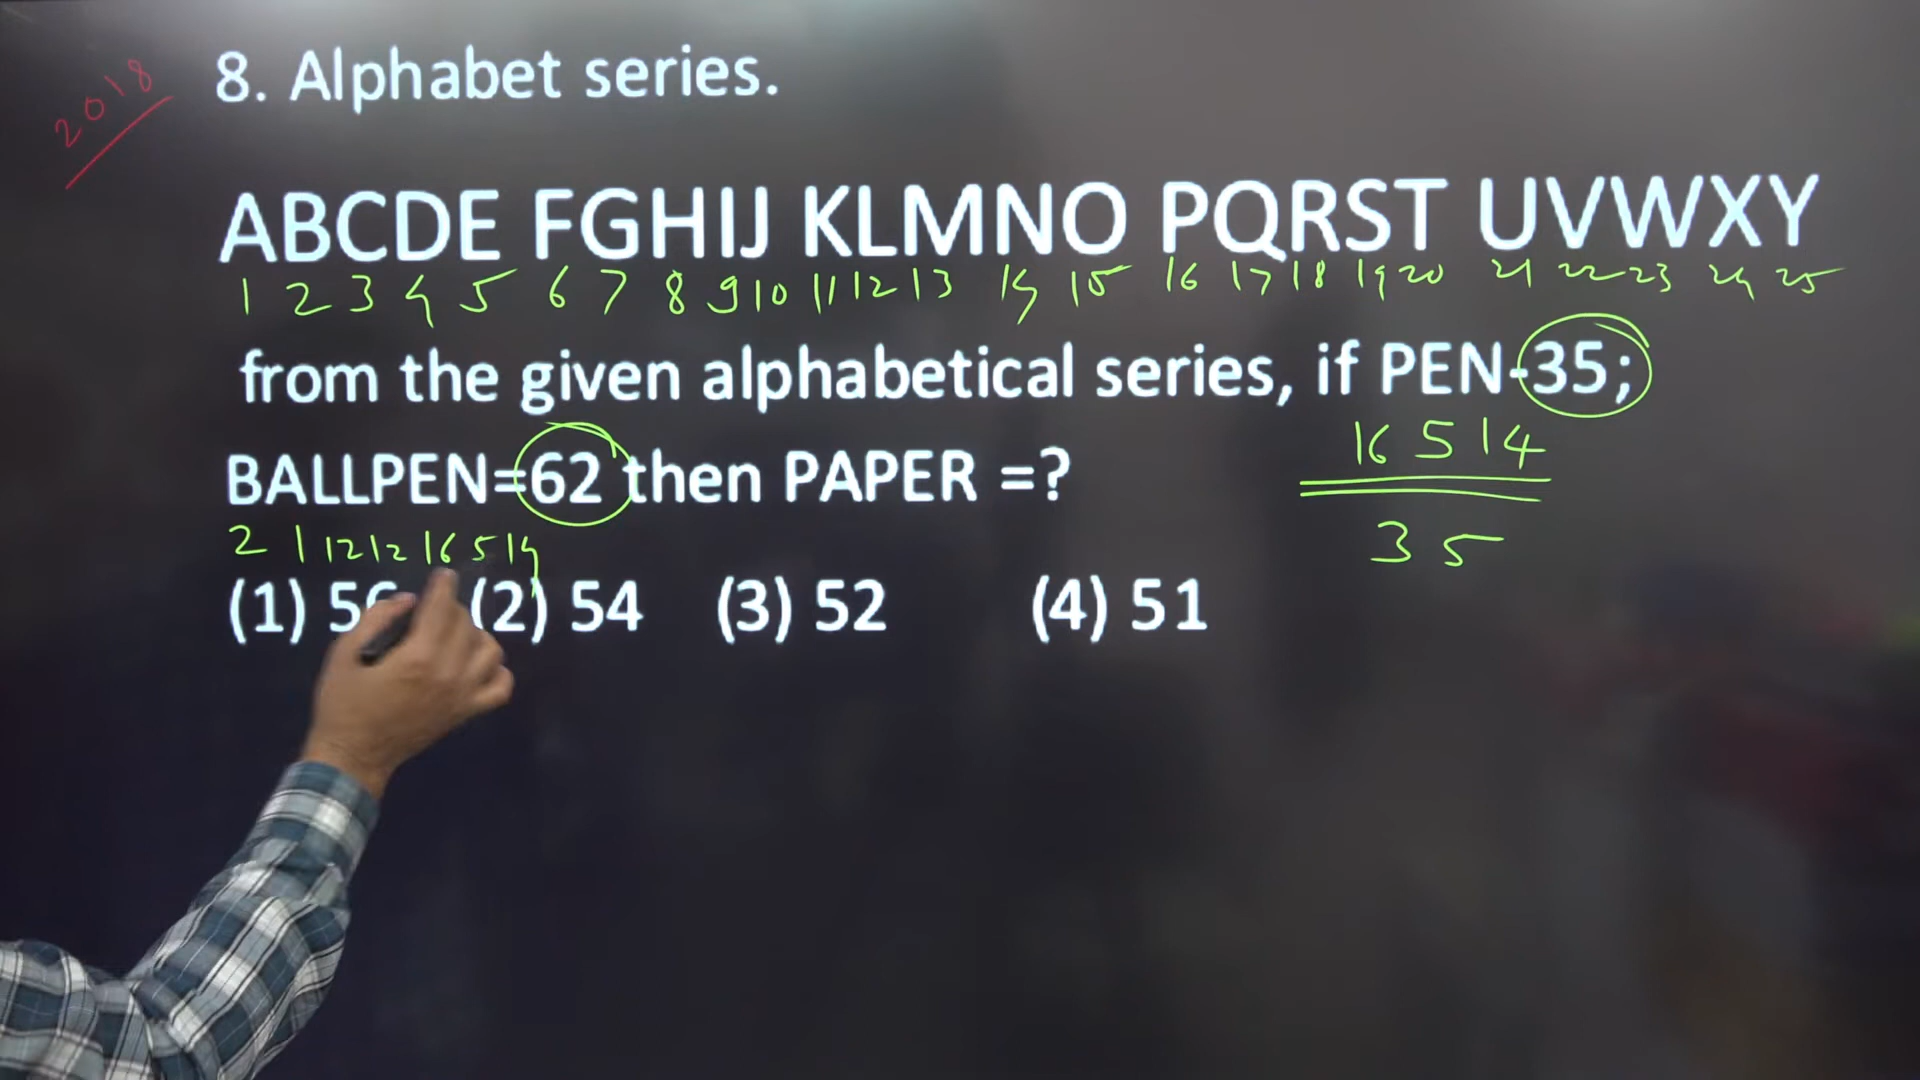 2018
8. Alphabet series.
ABCDE FGHIJ KLMNO PQRST UVWXY
1 2 3 4 5 6 7 8 9 10 11 12 13 14 15 16 17 18 19 20 21 22 23 24 25
from the given alphabetical series, if PEN-35;
16 5 14
BALLPEN=62 then PAPER =?
2 1 12 12 16 5 14
35
(1) 5 (2) 54 (3) 52 (4) 51